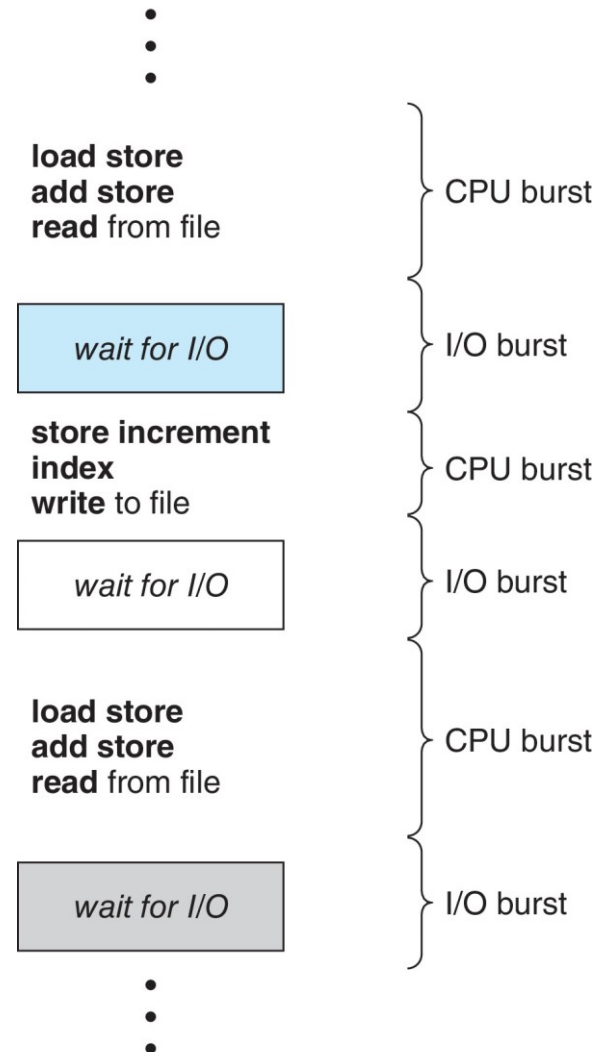 load store
add store
read from file
CPU burst
wait for I/O
I/O burst
store increment
index
write to file
CPU burst
wait for I/O
I/O burst
load store
add store
read from file
CPU burst
wait for I/O
I/O burst